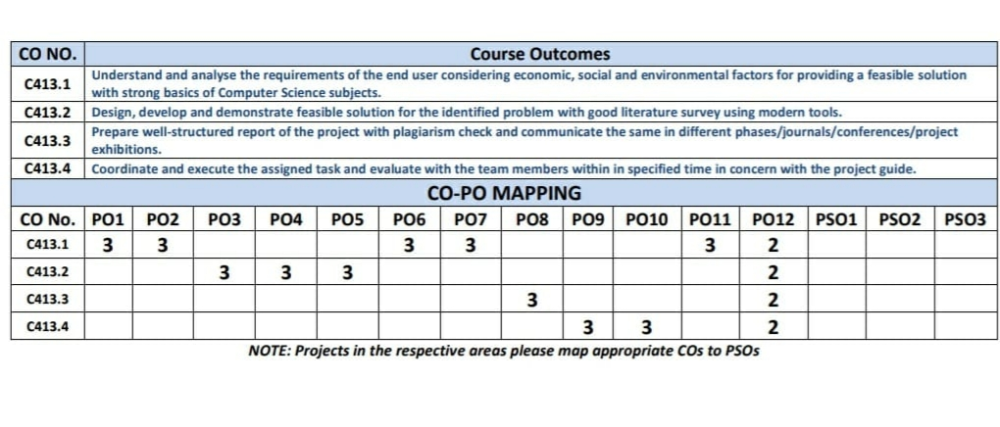 CO NO. Course Outcomes
C413.1 Understand and analyse the requirements of the end user considering economic, social and environmental factors for providing a feasible solution
with strong basics of Computer Science subjects.
C413.2 Design, develop and demonstrate feasible solution for the identified problem with good literature survey using modern tools.
C413.3 Prepare well-structured report of the project with plagiarism check and communicate the same in different phases/journals/conferences/project
exhibitions.
C413.4 Coordinate and execute the assigned task and evaluate with the team members within in specified time in concern with the project guide.
CO-PO MAPPING
CO No. PO1 PO2 PO3 PO4 PO5 PO6 PO7 PO8 PO9 PO10 PO11 PO12 PSO1 PSO2 PSO3
C413.1 3 3 3 3 3 2
C413.2 3 3 3 2
C413.3 3 2
C413.4 3 3 2
NOTE: Projects in the respective areas please map appropriate COs to PSOs